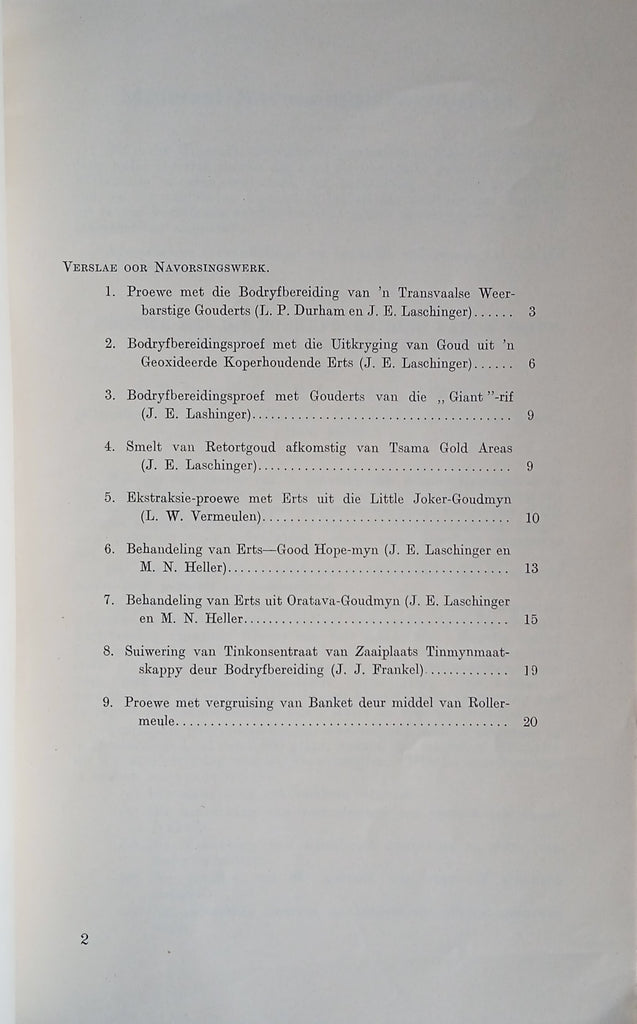 VERSLAE OOR NAVORSINGSWERK.
1. Proewe met die Bodryfbereiding van 'n Transvaalse Weer-
barstige Gouderts (L. P. Durham en J. E. Laschinger)...... 3
2. Bodryfbereidingsproef met die Uitkryging van Goud uit 'n
Geoxideerde Koperhoudende Erts (J. E. Laschinger)...... 6
3. Bodryfbereidingsproef met Gouderts van die „ Giant ”-rif
(J. E. Lashinger)..................................... 9
4. Smelt van Retortgoud afkomstig van Tsama Gold Areas
(J. E. Laschinger)..................................... 9
5. Ekstraksie-proewe met Erts uit die Little Joker-Goudmyn
(L. W. Vermeulen).................................... 10
6. Behandeling van Erts—Good Hope-myn (J. E. Laschinger en
M. N. Heller)......................................... 13
7. Behandeling van Erts uit Oratava-Goudmyn (J. E. Laschinger
en M. N. Heller...................................... 15
8. Suiwering van Tinkonsentraat van Zaaiplaats Tinmynmaat-
skappy deur Bodryfbereiding (J. J. Frankel)............ 19
9. Proewe met vergruising van Banket deur middel van Roller-
meule................................................ 20
2